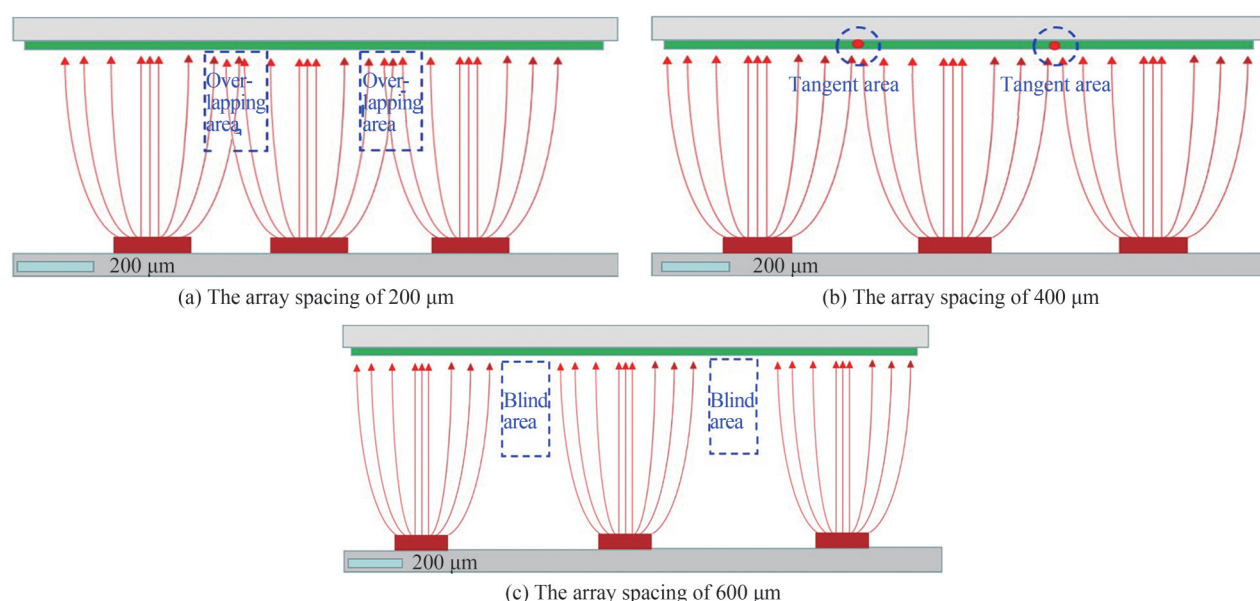 Over-
lapping
area
Over-
lapping
area
200 μm
(a) The array spacing of 200 μm
Tangent area
Tangent area
200 μm
(b) The array spacing of 400 μm
Blind
area
Blind
area
200 μm
(c) The array spacing of 600 μm